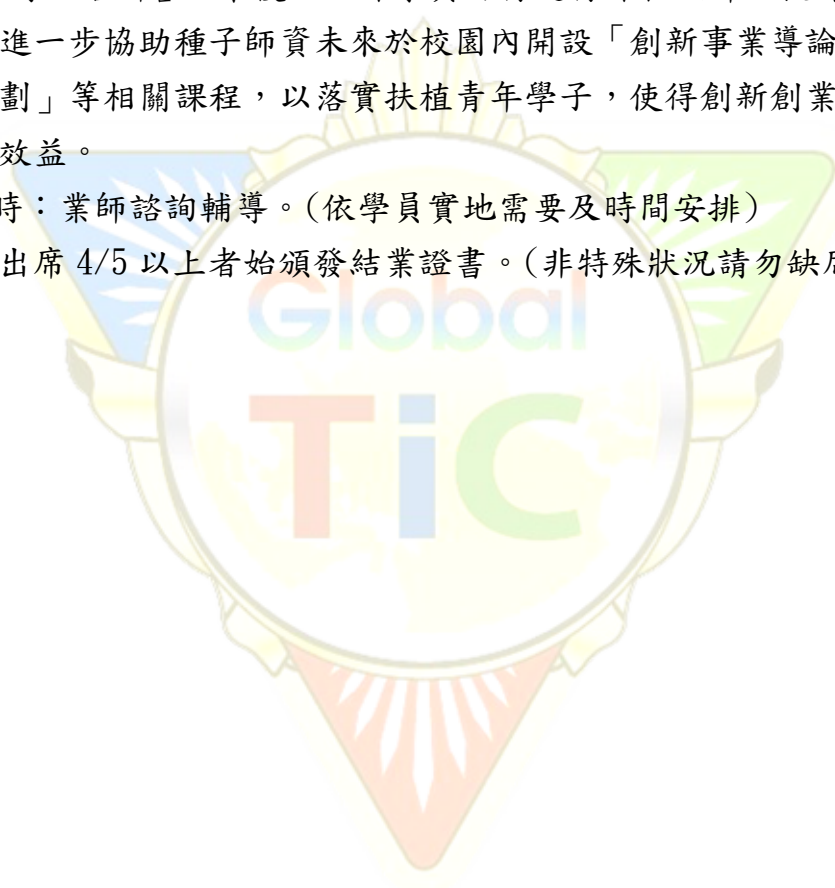 進一步協助種子師資未來於校園內開設「創新事業導論
劃」等相關課程，以落實扶植青年學子，使得創新創業
效益。
時：業師諮詢輔導。(依學員實地需要及時間安排)
出席 4/5 以上者始頒發結業證書。(非特殊狀況請勿缺
Global
TiC